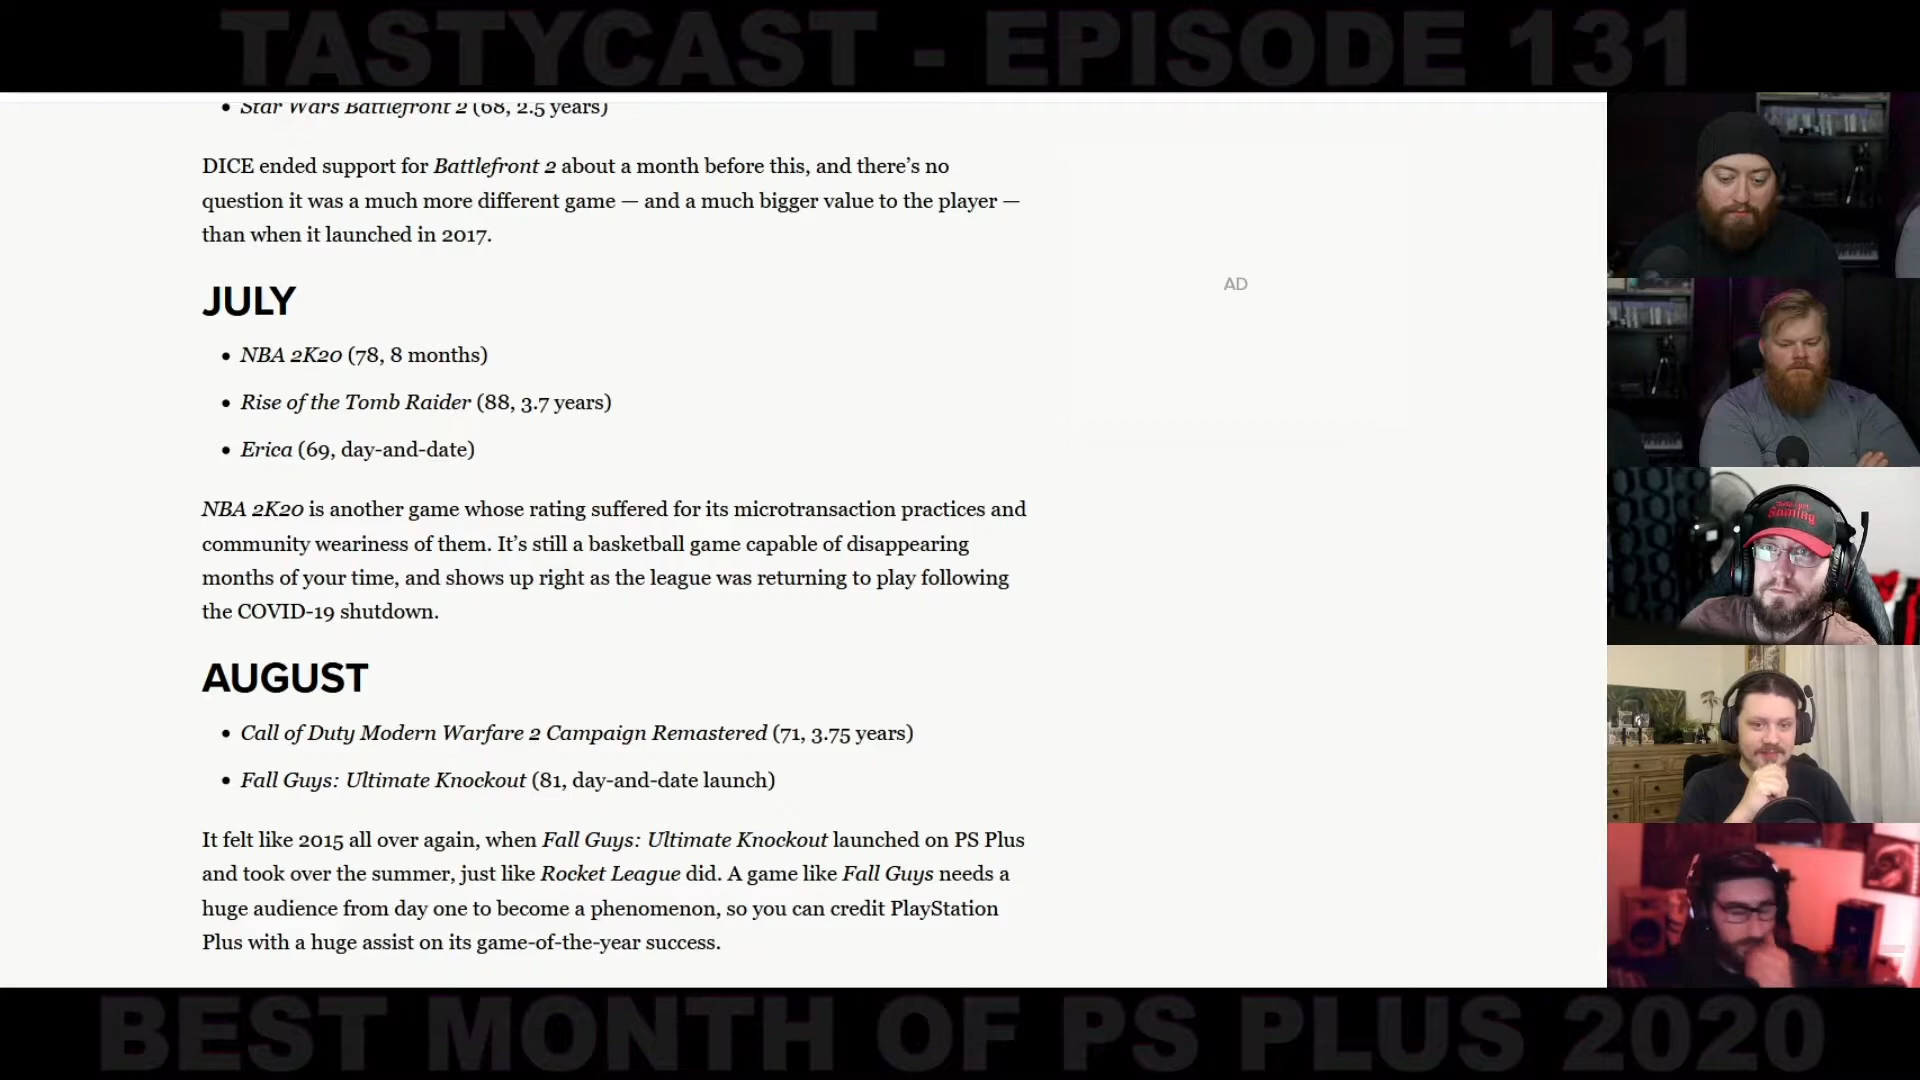 TASTYCAST - EPISODE 131
• Star Wars Battlefront 2 (68, 2.5 years)
DICE ended support for Battlefront 2 about a month before this, and there’s no
question it was a much more different game — and a much bigger value to the player —
than when it launched in 2017.
JULY
• NBA 2K20 (78, 8 months)
• Rise of the Tomb Raider (88, 3.7 years)
• Erica (69, day-and-date)
NBA 2K20 is another game whose rating suffered for its microtransaction practices and
community weariness of them. It’s still a basketball game capable of disappearing
months of your time, and shows up right as the league was returning to play following
the COVID-19 shutdown.
AUGUST
• Call of Duty Modern Warfare 2 Campaign Remastered (71, 3.75 years)
• Fall Guys: Ultimate Knockout (81, day-and-date launch)
It felt like 2015 all over again, when Fall Guys: Ultimate Knockout launched on PS Plus
and took over the summer, just like Rocket League did. A game like Fall Guys needs a
huge audience from day one to become a phenomenon, so you can credit PlayStation
Plus with a huge assist on its game-of-the-year success.
AD
Gaming
BEST MONTH OF PS PLUS 2020